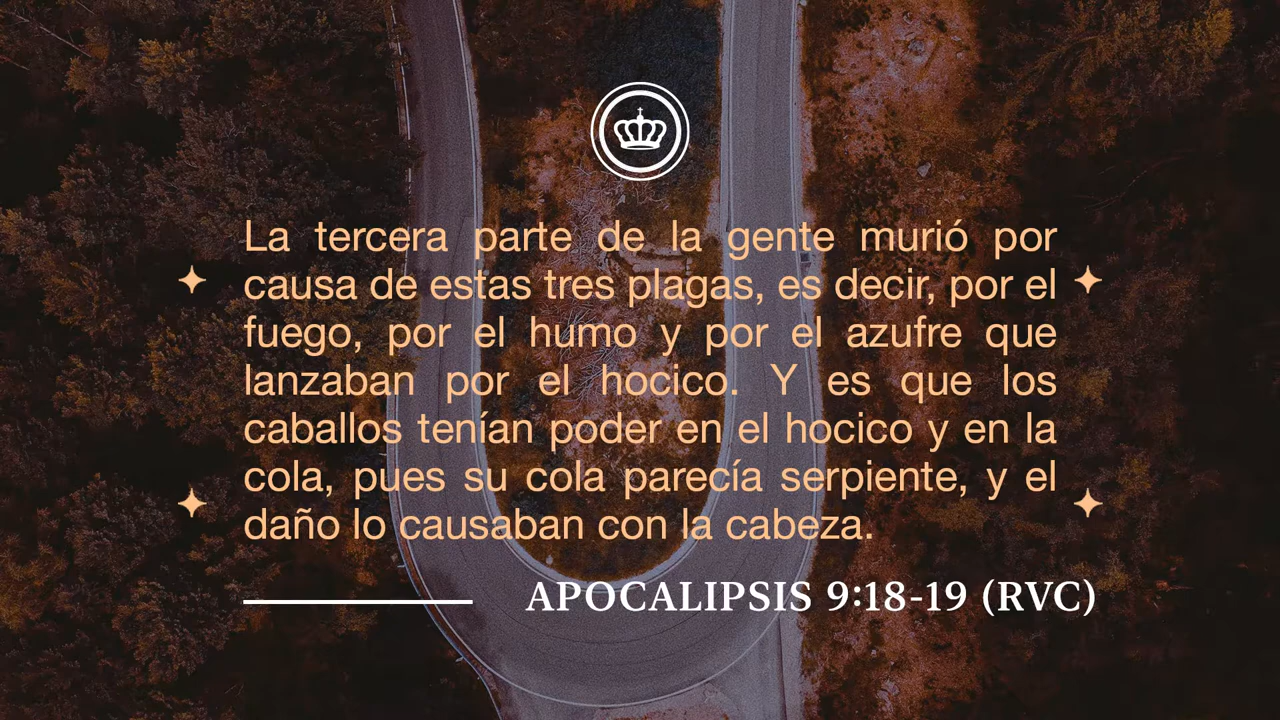 La tercera parte de la gente murió por
causa de estas tres plagas, es decir, por el
fuego, por el humo y por el azufre que
lanzaban por el hocico. Y es que los
caballos tenían poder en el hocico y en la
cola, pues su cola parecía serpiente, y el
daño lo causaban con la cabeza.
APOCALIPSIS 9:18-19 (RVC)